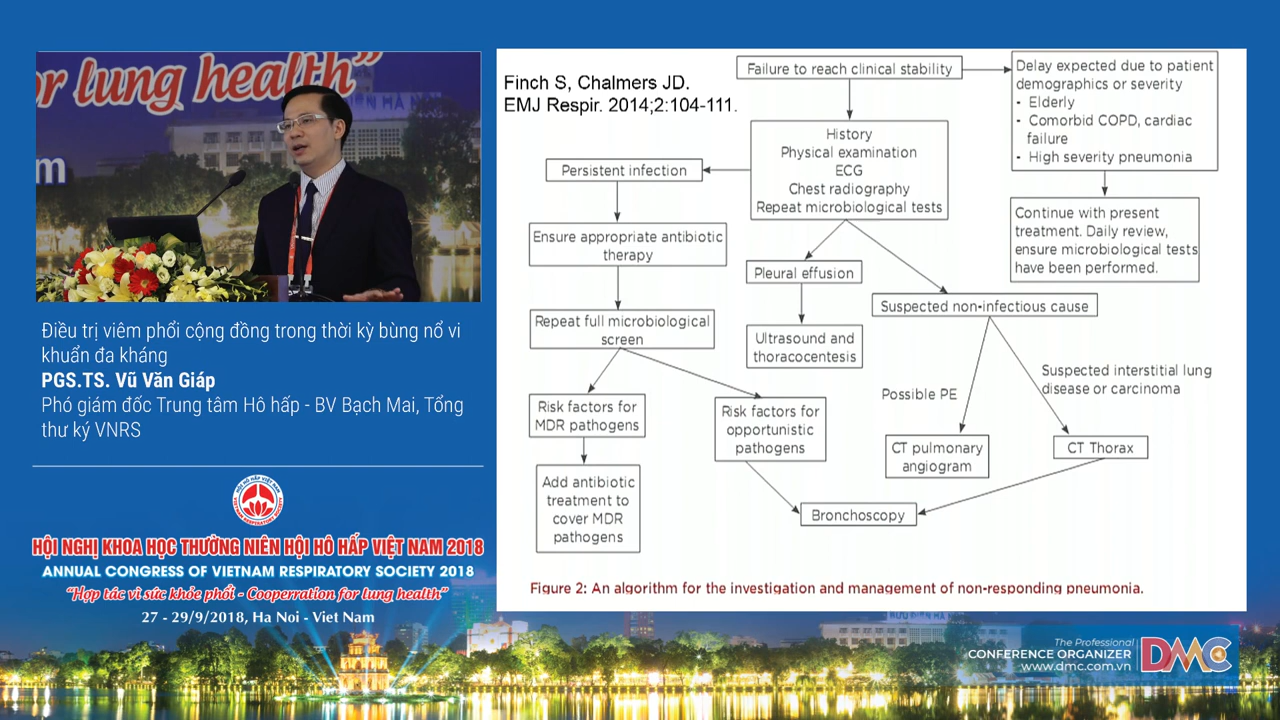 or lung health"
Điều trị viêm phổi cộng đồng trong thời kỳ bùng nổ vi
khuẩn đa kháng
PGS.TS. Vũ Văn Giáp
Phó giám đốc Trung tâm Hô hấp - BV Bạch Mai, Tổng
thư ký VNRS
HỘI HÔ HẤP VIỆT NAM
VIETNAM RESPIRATORY SOCIETY
HỘI NGHỊ KHOA HỌC THƯỜNG NIÊN HỘI HÔ HẤP VIỆT NAM 2018
ANNUAL CONGRESS OF VIETNAM RESPIRATORY SOCIETY 2018
"Hợp tác vì sức khỏe phổi - Cooperration for lung health"
27 - 29/9/2018, Ha Noi - Viet Nam
Finch S, Chalmers JD.
EMJ Respir. 2014;2:104-111.
Failure to reach clinical stability
Delay expected due to patient
demographics or severity
- Elderly
- Comorbid COPD, cardiac
failure
- High severity pneumonia
History
Physical examination
ECG
Chest radiography
Repeat microbiological tests
Persistent infection
Continue with present
treatment. Daily review,
ensure microbiological tests
have been performed.
Ensure appropriate antibiotic
therapy
Pleural effusion
Suspected non-infectious cause
Repeat full microbiological
screen
Ultrasound and
thoracocentesis
Suspected interstitial lung
disease or carcinoma
Possible PE
Risk factors for
MDR pathogens
Risk factors for
opportunistic
pathogens
CT pulmonary
angiogram
CT Thorax
Add antibiotic
treatment to
cover MDR
pathogens
Bronchoscopy
Figure 2: An algorithm for the investigation and management of non-responding pneumonia.
The Professional
CONFERENCE ORGANIZER
www.dmc.com.vn
DMC